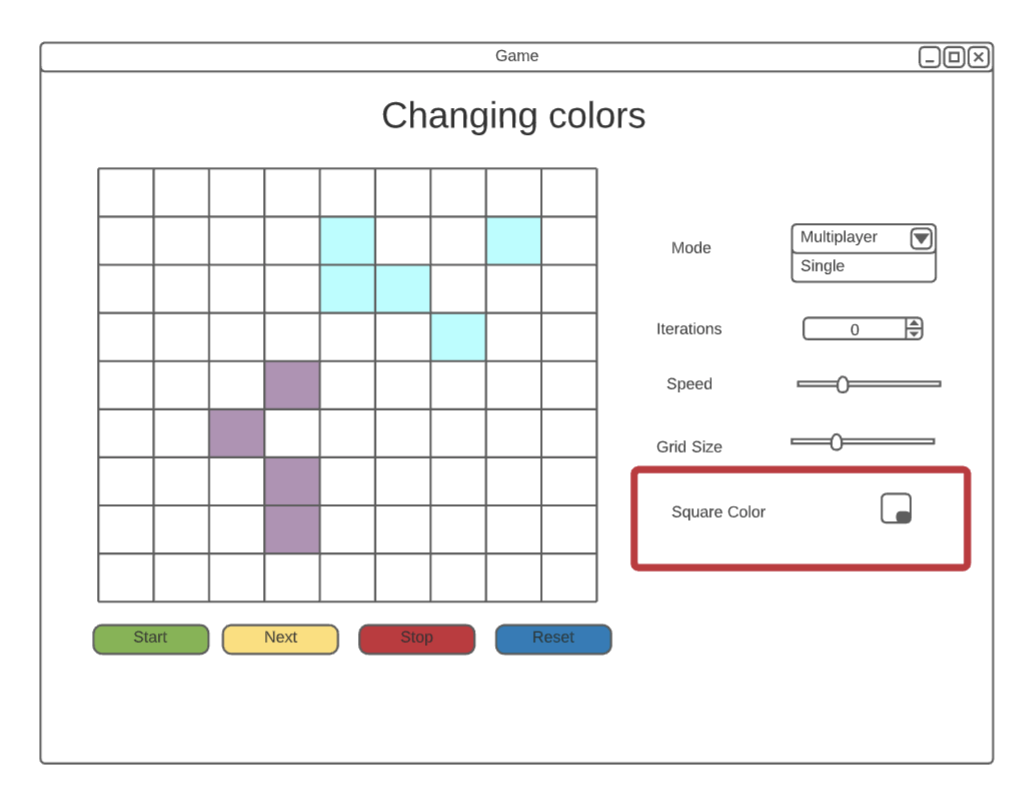 Game
Changing colors
Mode
Multiplayer
Single
Iterations
0
Speed
Grid Size
Square Color
Start
Next
Stop
Reset